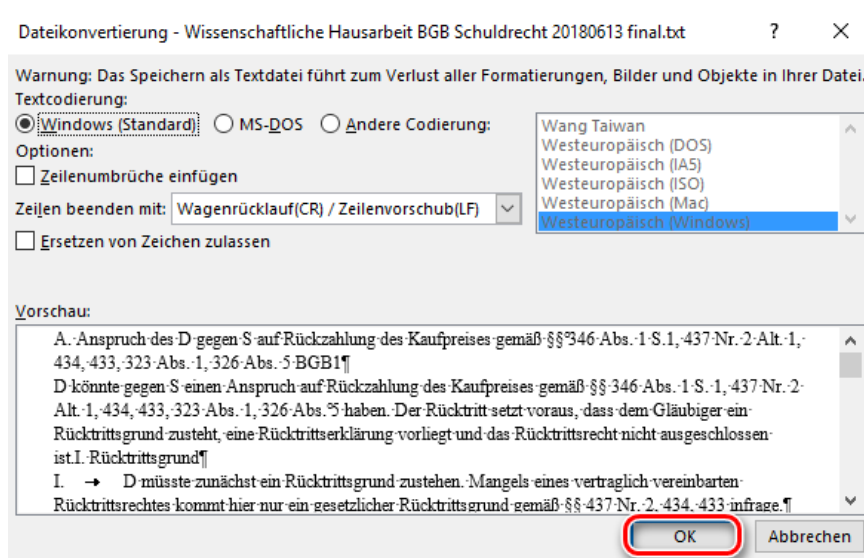 Dateikonvertierung - Wissenschaftliche Hausarbeit BGB Schuldrecht 20180613 final.txt ? ×
Warnung: Das Speichern als Textdatei führt zum Verlust aller Formatierungen, Bilder und Objekte in Ihrer Datei.
Textcodierung:
Windows (Standard) MS-DOS Andere Codierung:
Wang Taiwan
Westeuropäisch (DOS)
Westeuropäisch (IA5)
Westeuropäisch (ISO)
Westeuropäisch (Mac)
Westeuropäisch (Windows)
Optionen:
Zeilenumbrüche einfügen
Zeilen beenden mit: Wagenrücklauf(CR) / Zeilenvorschub(LF)
Ersetzen von Zeichen zulassen
Vorschau:
A.·Anspruch·des·D·gegen·S·auf·Rückzahlung·des·Kaufpreises·gemäß·§§°346·Abs.·1·S.1,·437·Nr.·2·Alt.·1,·
434,·433,·323·Abs.·1,·326·Abs.·5·BGB1¶
D·könnte·gegen·S·einen·Anspruch·auf·Rückzahlung·des·Kaufpreises·gemäß·§§·346·Abs.·1·S.·1,·437·Nr.·2·
Alt.·1,·434,·433,·323·Abs.·1,·326·Abs.°5·haben.·Der·Rücktritt·setzt·voraus,·dass·dem·Gläubiger·ein·
Rücktrittsgrund·zusteht,·eine·Rücktrittserklärung·vorliegt·und·das·Rücktrittsrecht·nicht·ausgeschlossen·
ist.I.·Rücktrittsgrund¶
I. → D·müsste·zunächst·ein·Rücktrittsgrund·zustehen.·Mangels·eines·vertraglich·vereinbarten·
Rücktrittsrechtes·kommt·hier·nur·ein·gesetzlicher·Rücktrittsgrund·gemäß·§§·437·Nr.·2,·434,·433·infrage.¶
OK Abbrechen